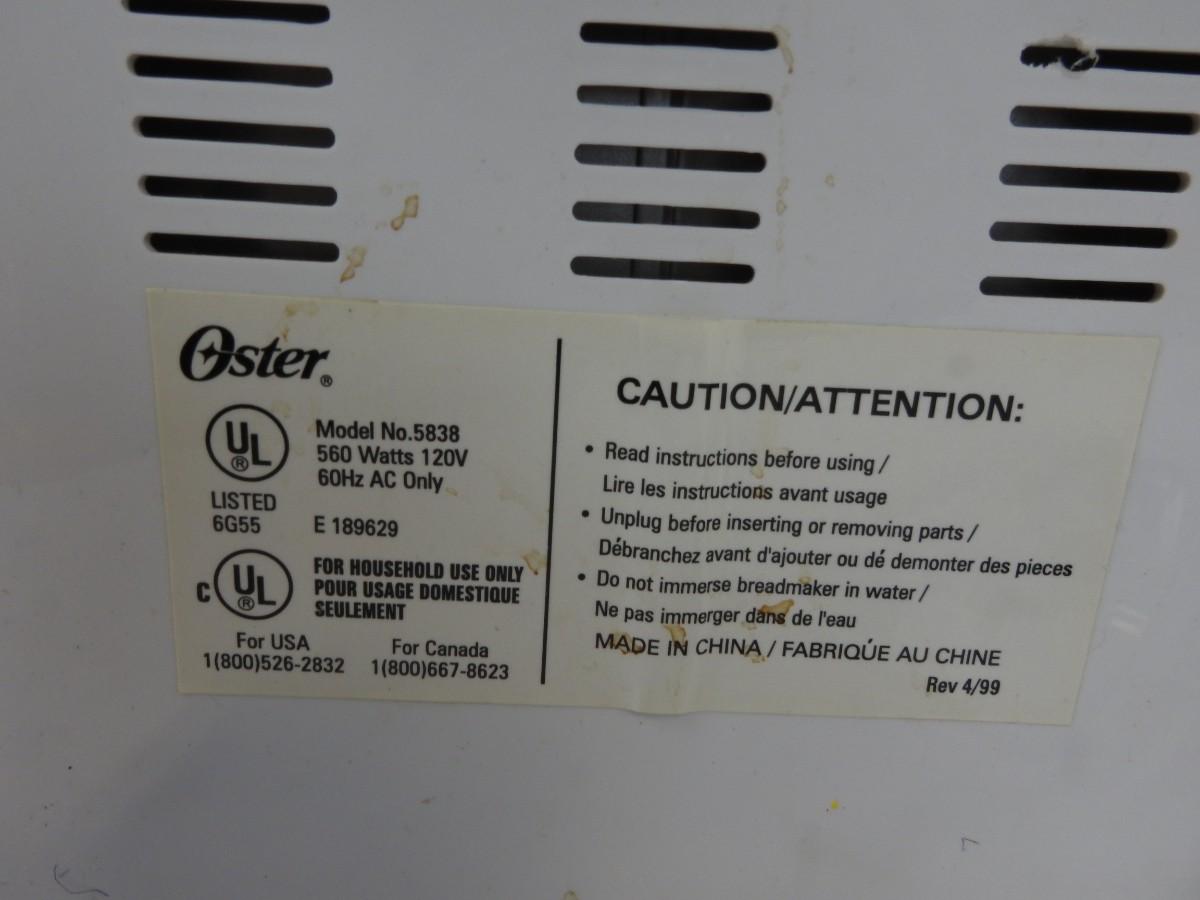 Oster®
UL®
Model No.5838
560 Watts 120V
60Hz AC Only
LISTED
6G55
E 189629
C UL®
FOR HOUSEHOLD USE ONLY
POUR USAGE DOMESTIQUE
SEULEMENT
For USA
1(800)526-2832
For Canada
1(800)667-8623
CAUTION/ATTENTION:
• Read instructions before using /
Lire les instructions avant usage
• Unplug before inserting or removing parts /
Débranchez avant d'ajouter ou dé demonter des pieces
• Do not immerse breadmaker in water /
Ne pas immerger dans de l'eau
MADE IN CHINA / FABRIQÚE AU CHINE
Rev 4/99